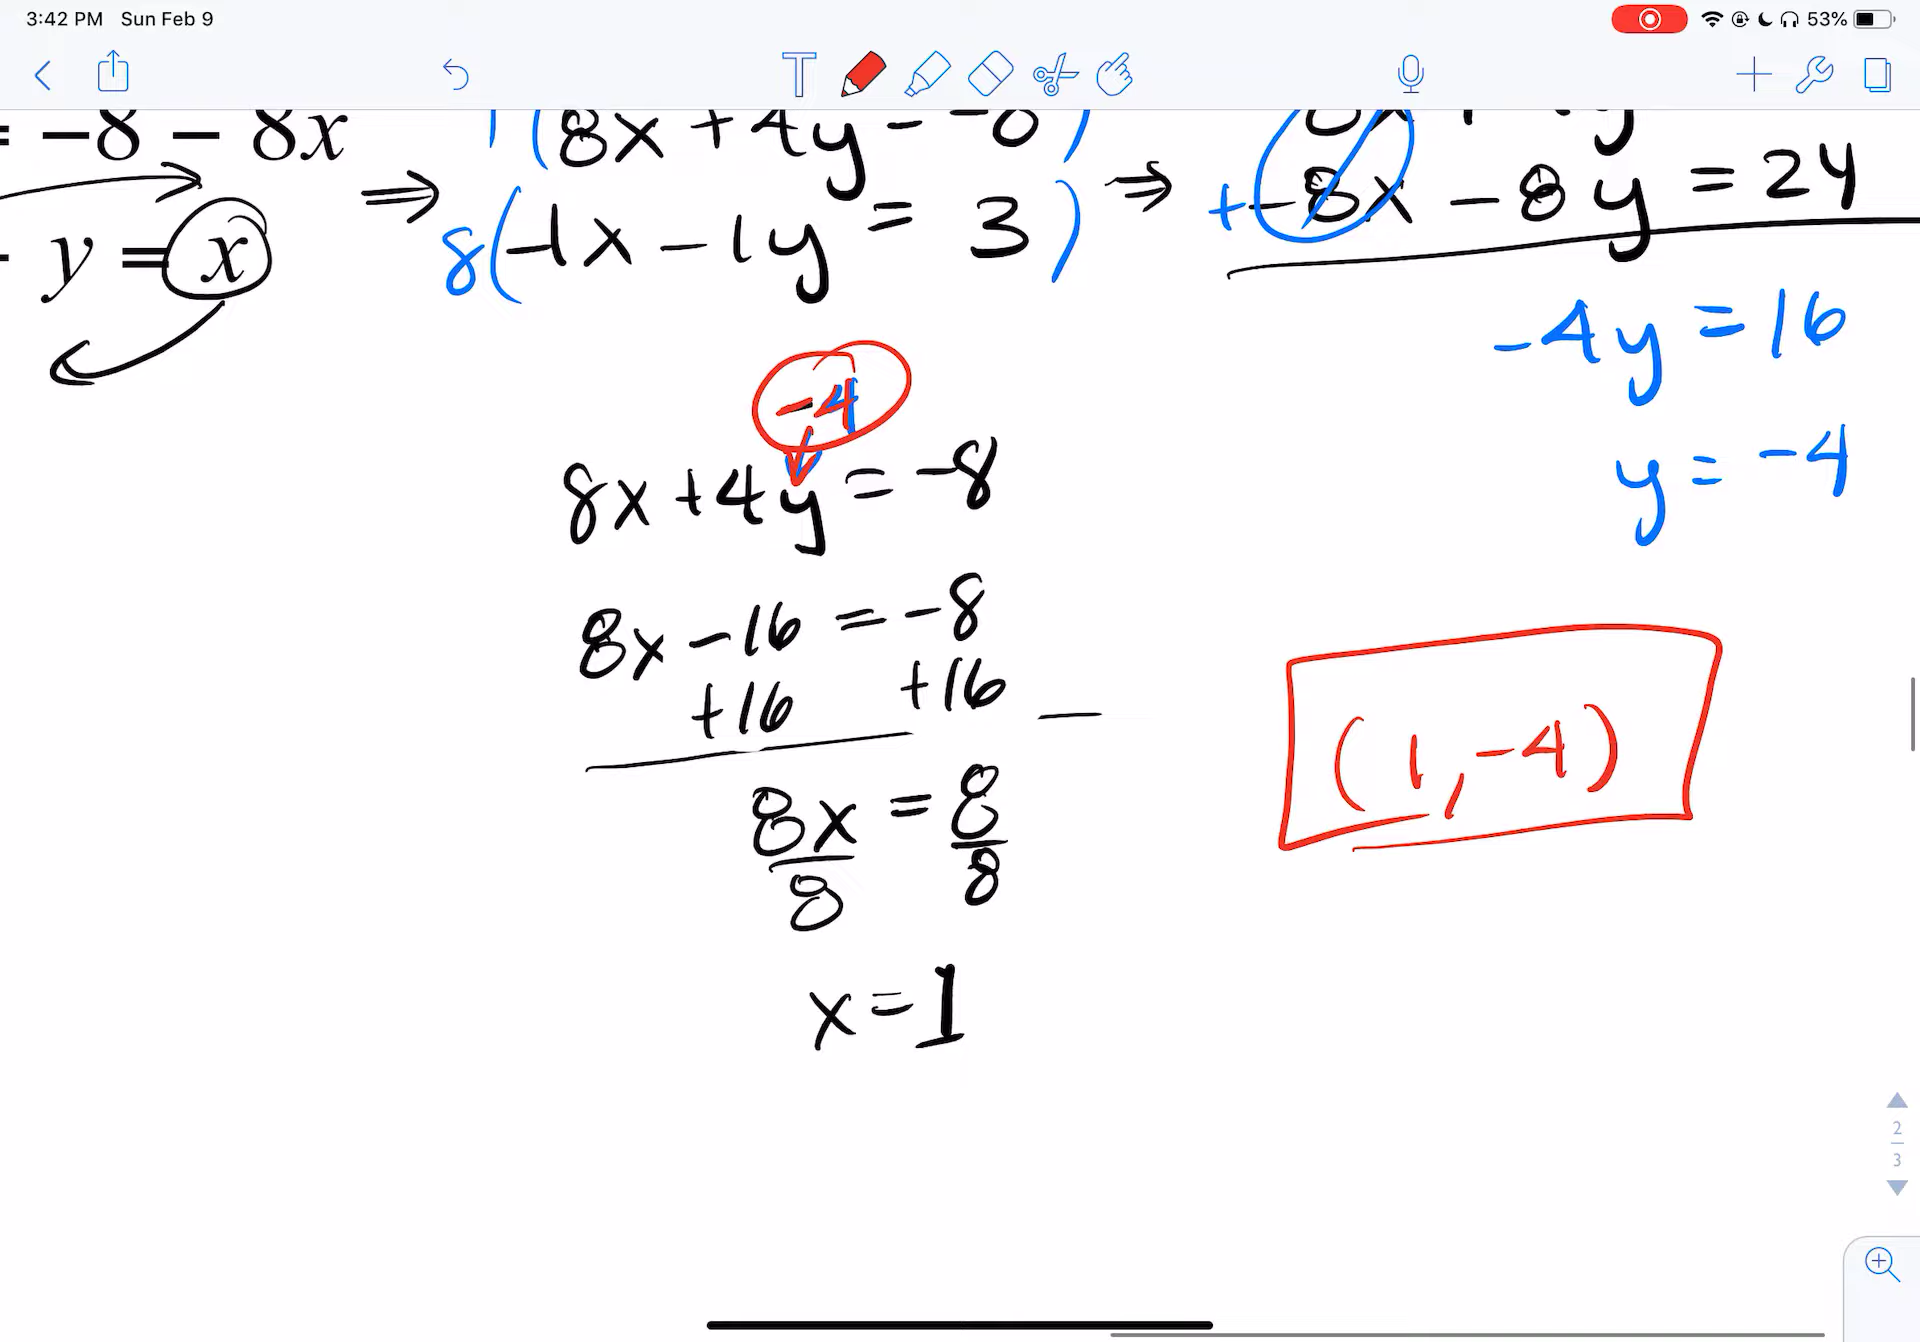 3:42 PM Sun Feb 9
53%
= -8 - 8x
1(8x + 4y = -8)
+ -8x - 8y = 24
- y = x
8(-1x - 1y = 3)
-4y = 16
-4
y = -4
8x + 4y = -8
8x - 16 = -8
+16 +16
(1, -4)
8x = 8
8 8
x = 1
2
3